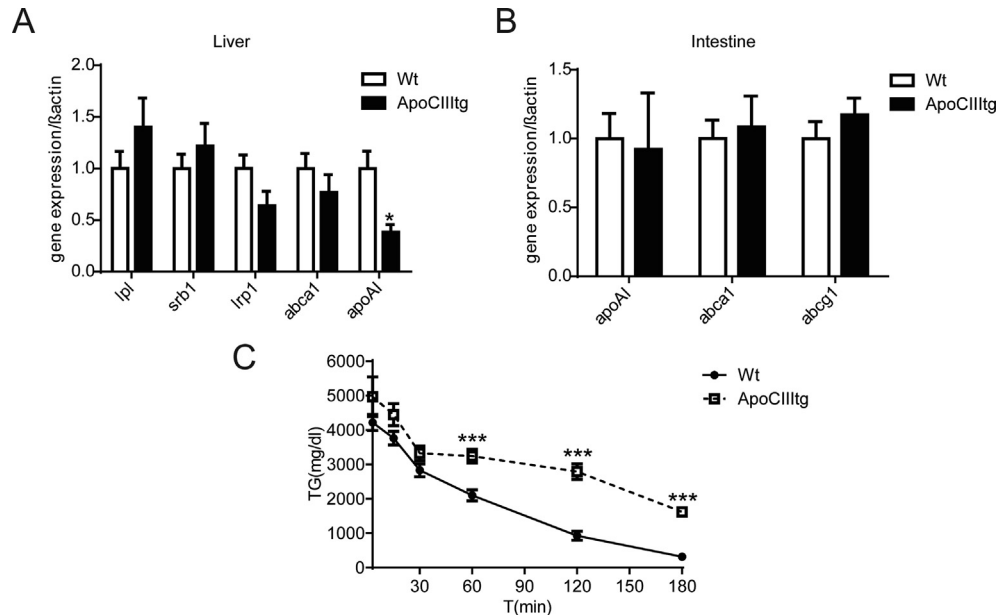 A
Liver
gene expression/ßactin
2.0
1.5
1.0
0.5
0.0
Wt
ApoCIIItg
*
lpl
srb1
lrp1
abca1
apoAI
B
Intestine
gene expression/ßactin
1.5
1.0
0.5
0.0
Wt
ApoCIIItg
apoAI
abca1
abcg1
C
TG(mg/dl)
6000
5000
4000
3000
2000
1000
0
Wt
ApoCIIItg
***
***
***
30 60 90 120 150 180
T(min)